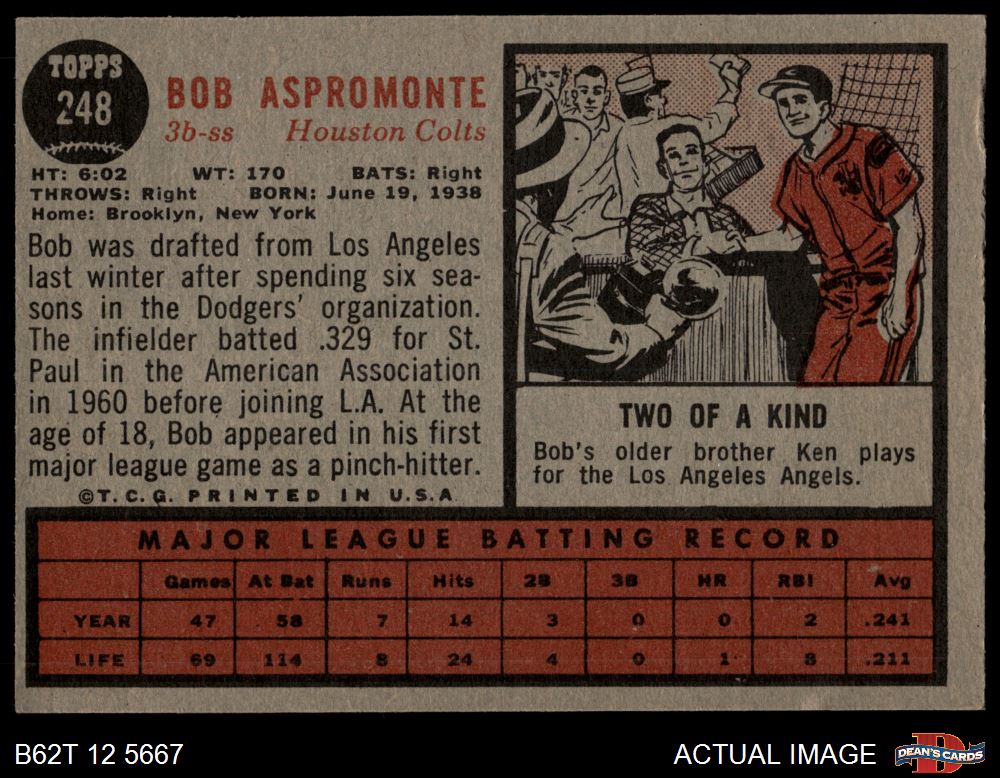 TOPPS
248
BOB ASPROMONTE
3b-ss Houston Colts
HT: 6:02 WT: 170 BATS: Right
THROWS: Right BORN: June 19, 1938
Home: Brooklyn, New York
Bob was drafted from Los Angeles
last winter after spending six sea-
sons in the Dodgers' organization.
The infielder batted .329 for St.
Paul in the American Association
in 1960 before joining L.A. At the
age of 18, Bob appeared in his first
major league game as a pinch-hitter.
©T.C.G. PRINTED IN U.S.A.
TWO OF A KIND
Bob's older brother Ken plays
for the Los Angeles Angels.
MAJOR LEAGUE BATTING RECORD
Games At Bat Runs Hits 2B 3B HR RBI Avg
YEAR 47 58 7 14 3 0 0 2 .241
LIFE 69 114 8 24 4 0 1 8 .211
B62T 12 5667
ACTUAL IMAGE
D
DEAN'S CARDS